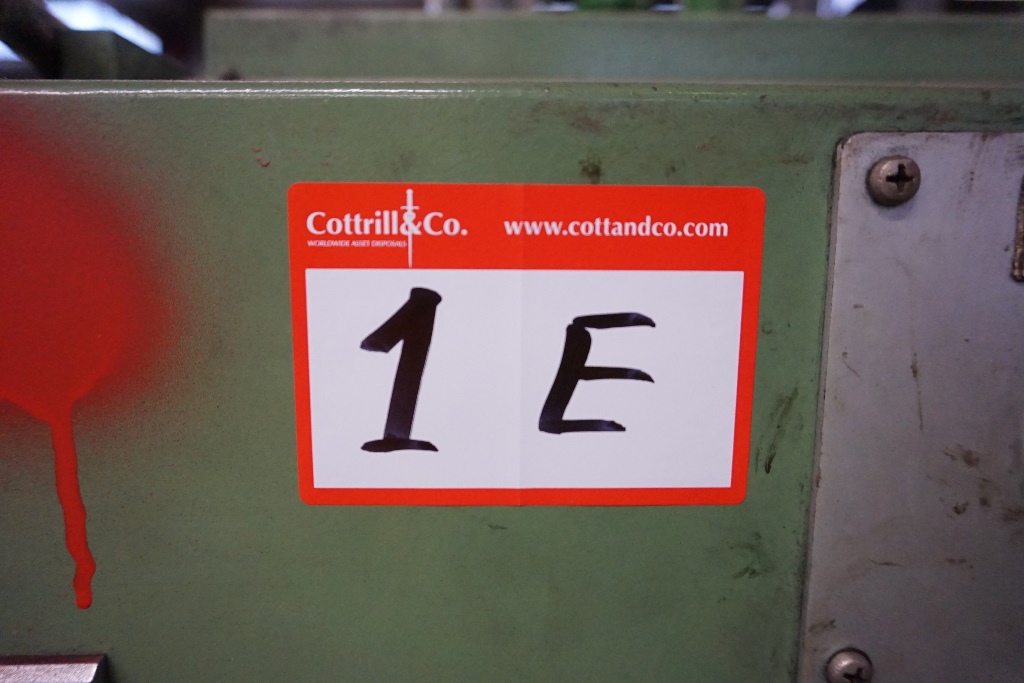 Cottrill&Co. www.cottandco.com
WORLDWIDE ASSET DISPOSALS
1 E